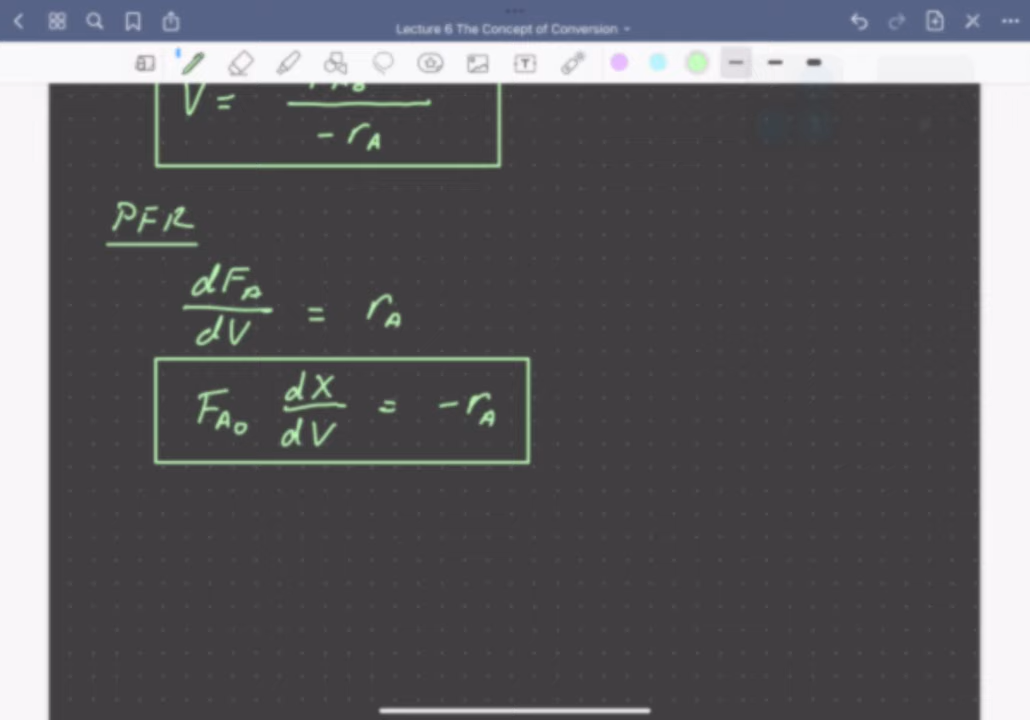 Lecture 6 The Concept of Conversion
V = ―― / - r_A
PFR
dF_A / dV = r_A
F_A0 dX / dV = -r_A